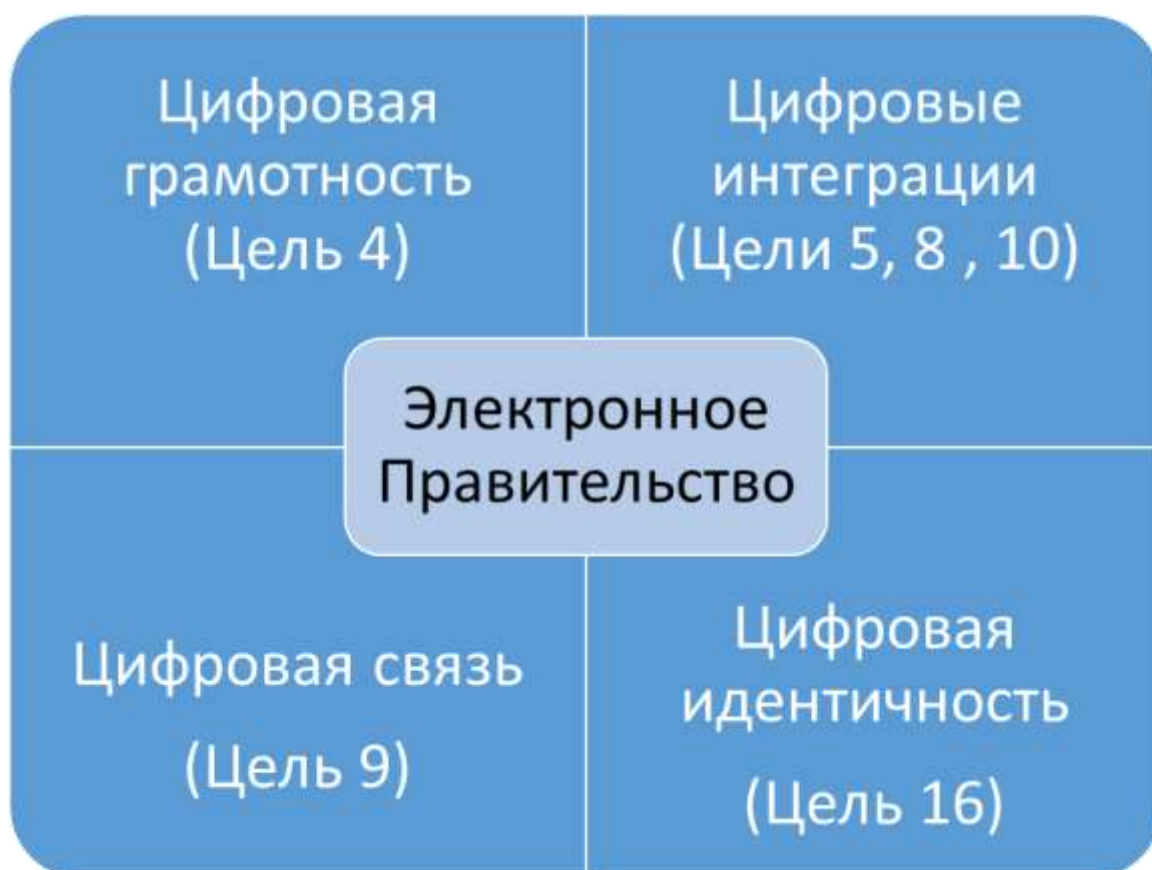 Цифровая
грамотность
(Цель 4)
Цифровые
интеграции
(Цели 5, 8 , 10)
Электронное
Правительство
Цифровая связь
(Цель 9)
Цифровая
идентичность
(Цель 16)